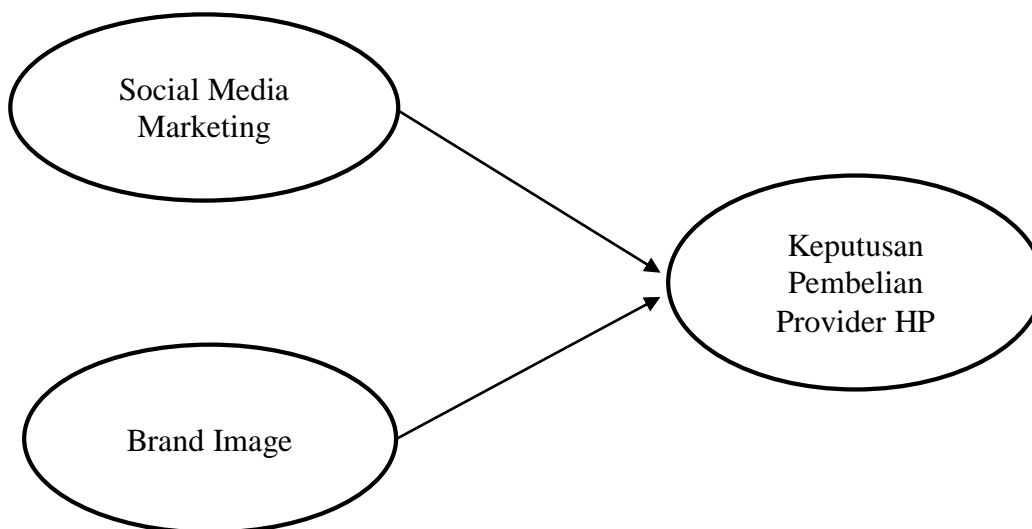 Social Media
Marketing
Keputusan
Pembelian
Provider HP
Brand Image